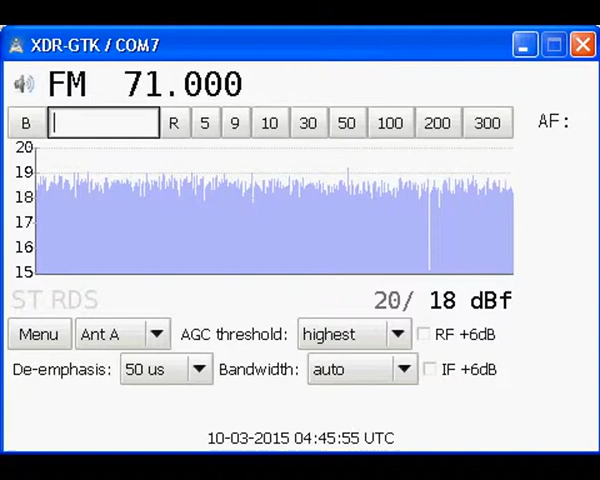 XDR-GTK / COM7
FM 71.000
B R 5 9 10 30 50 100 200 300 AF:
20
19
18
17
16
15
ST RDS 20/ 18 dBf
Menu Ant A AGC threshold: highest RF +6dB
De-emphasis: 50 us Bandwidth: auto IF +6dB
10-03-2015 04:45:55 UTC